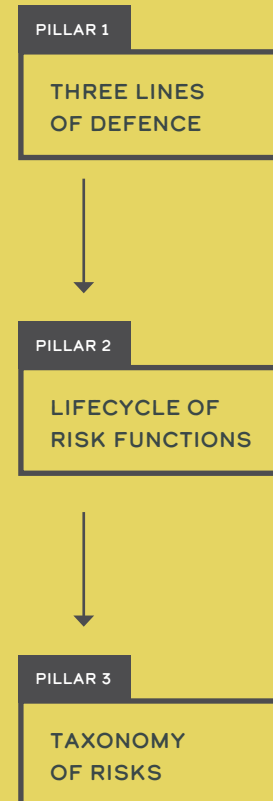 PILLAR 1
THREE LINES
OF DEFENCE
PILLAR 2
LIFECYCLE OF
RISK FUNCTIONS
PILLAR 3
TAXONOMY
OF RISKS